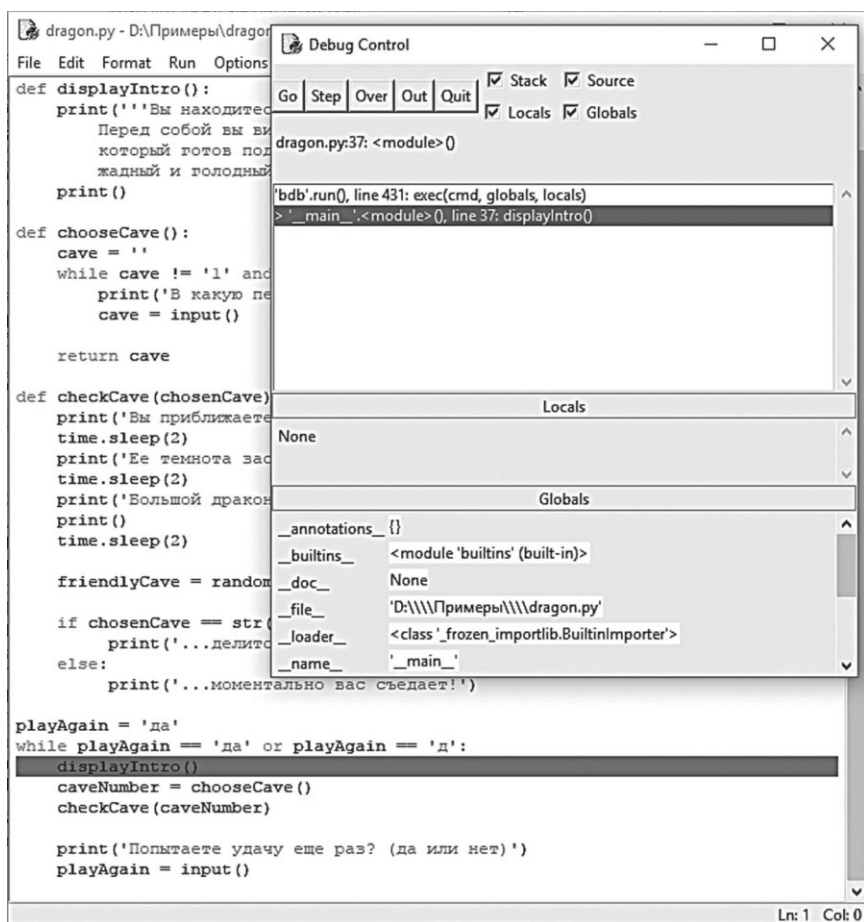 dragon.py - D:\Примеры\dragon
File Edit Format Run Options
def displayIntro():
print('''Вы находитес
Перед собой вы ви
который готов под
жадный и голодный
print()
def chooseCave():
cave = ''
while cave != '1' and
print('В какую пе
cave = input()
return cave
def checkCave(chosenCave)
print('Вы приближаете
time.sleep(2)
print('Ее темнота зас
time.sleep(2)
print('Большой дракон
print()
time.sleep(2)
friendlyCave = random
if chosenCave == str(
print('...делитс
else:
print('...моментально вас съедает!')
playAgain = 'да'
while playAgain == 'да' or playAgain == 'д':
displayIntro()
caveNumber = chooseCave()
checkCave(caveNumber)
print('Попытаете удачу еще раз? (да или нет)')
playAgain = input()
Ln: 1 Col: 0
Debug Control
Go Step Over Out Quit Stack Source
Locals Globals
dragon.py:37: <module>()
'bdb'.run(), line 431: exec(cmd, globals, locals)
> '__main__'.<module>(), line 37: displayIntro()
Locals
None
Globals
__annotations__ {}
__builtins__ <module 'builtins' (built-in)>
__doc__ None
__file__ 'D:\\\\Примеры\\\\dragon.py'
__loader__ <class '_frozen_importlib.BuiltinImporter'>
__name__ '__main__'